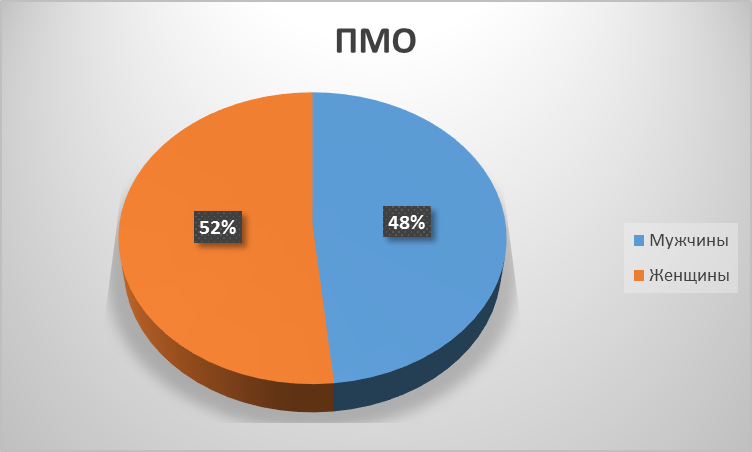 ПМО
52%
48%
Мужчины
Женщины